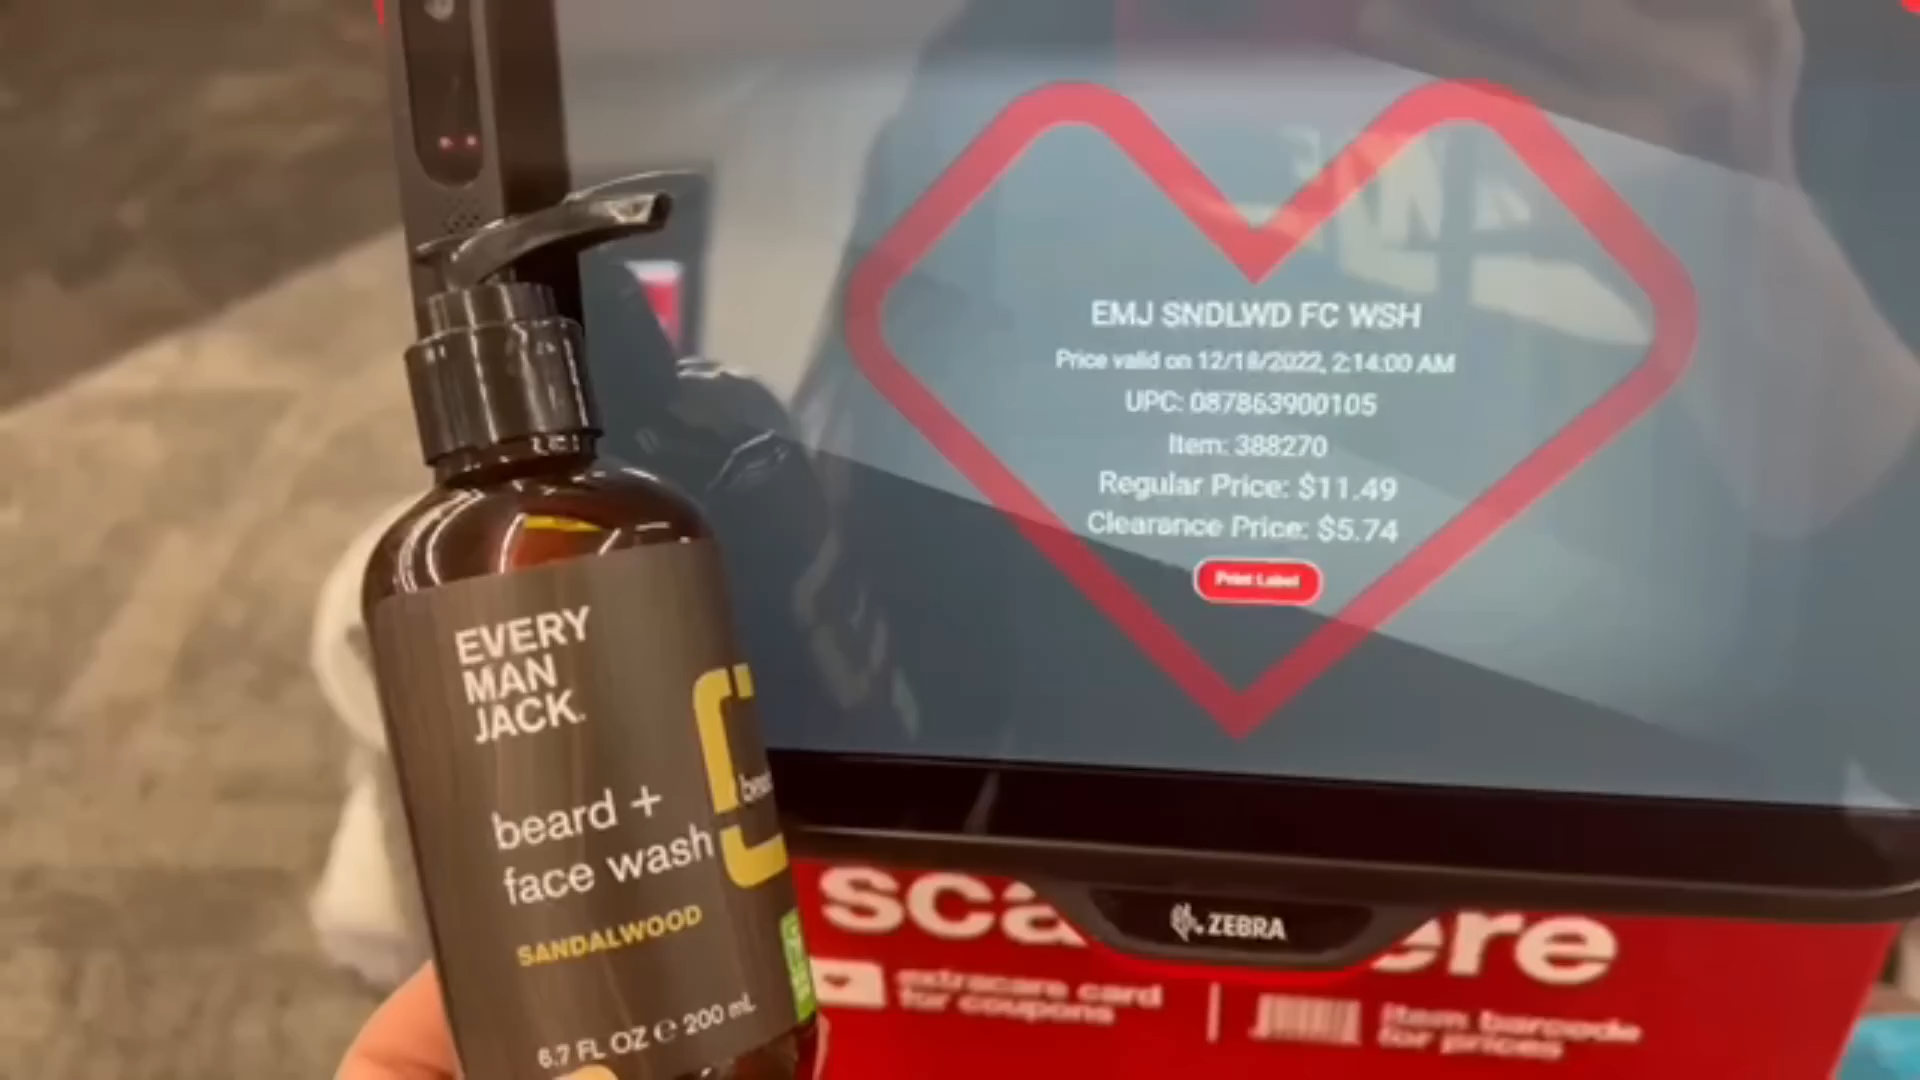 EMJ SNDLWD FC WSH
Price valid on 12/18/2022, 2:14:00 AM
UPC: 087863900105
Item: 388270
Regular Price: $11.49
Clearance Price: $5.74
Print Label
EVERY
MAN
JACK.
beard +
face wash
SANDALWOOD
6.7 FL OZ ℮ 200 mL
ZEBRA
extracare card
for coupons
item barcode
for prices